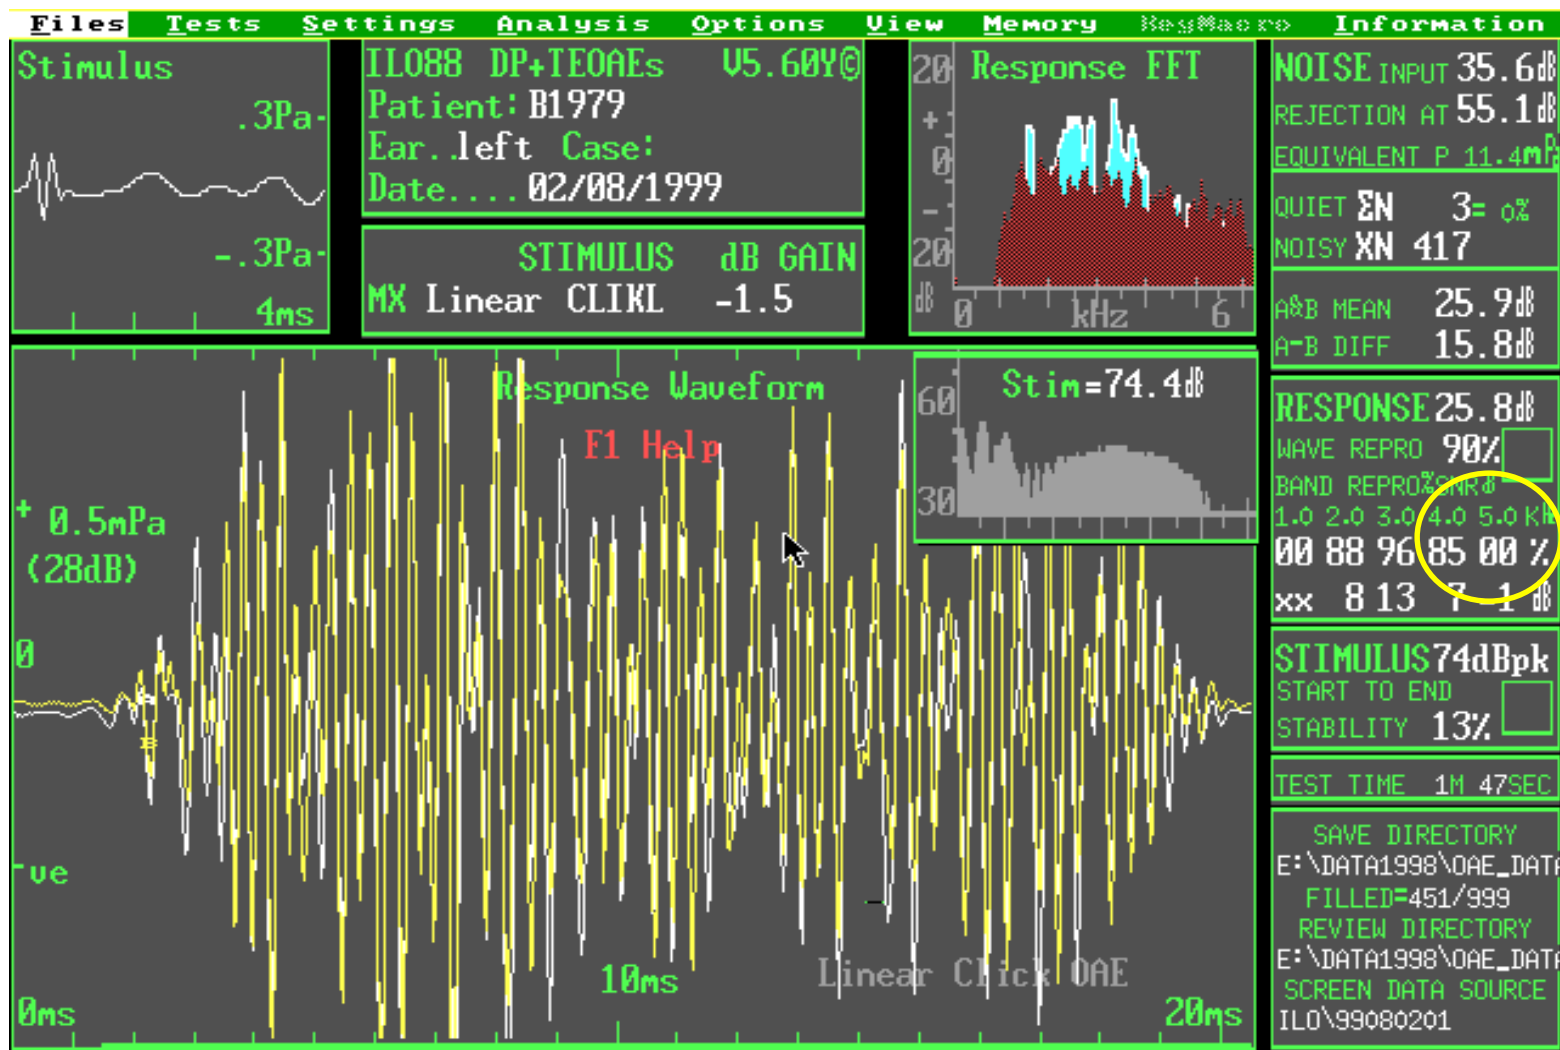 Files Tests Settings Analysis Options View Memory KeyMacro Information
Stimulus
.3Pa-
-.3Pa-
4ms
ILO88 DP+TEOAEs V5.60Y©
Patient: B1979
Ear..left Case:
Date.... 02/08/1999
STIMULUS dB GAIN
MX Linear CLIKL -1.5
Response FFT
20
+
0
-
20
dB
0 kHz 6
NOISE INPUT 35.6dB
REJECTION AT 55.1dB
EQUIVALENT P 11.4mPa
QUIET ΣN 3= 0%
NOISY XN 417
A&B MEAN 25.9dB
A-B DIFF 15.8dB
RESPONSE 25.8dB
WAVE REPRO 90%
BAND REPRO%SNRdB
1.0 2.0 3.0 4.0 5.0 KHz
00 88 96 85 00 %
xx 8 13 7 -1 dB
STIMULUS 74dBpk
START TO END
STABILITY 13%
TEST TIME 1M 47SEC
SAVE DIRECTORY
E:\DATA1998\OAE_DATA
FILLED=451/999
REVIEW DIRECTORY
E:\DATA1998\OAE_DATA
SCREEN DATA SOURCE
ILO\99080201
Response Waveform
F1 Help
Stim=74.4dB
60
30
+ 0.5mPa
(28dB)
0
-ve
Linear Click OAE
0ms 10ms 20ms